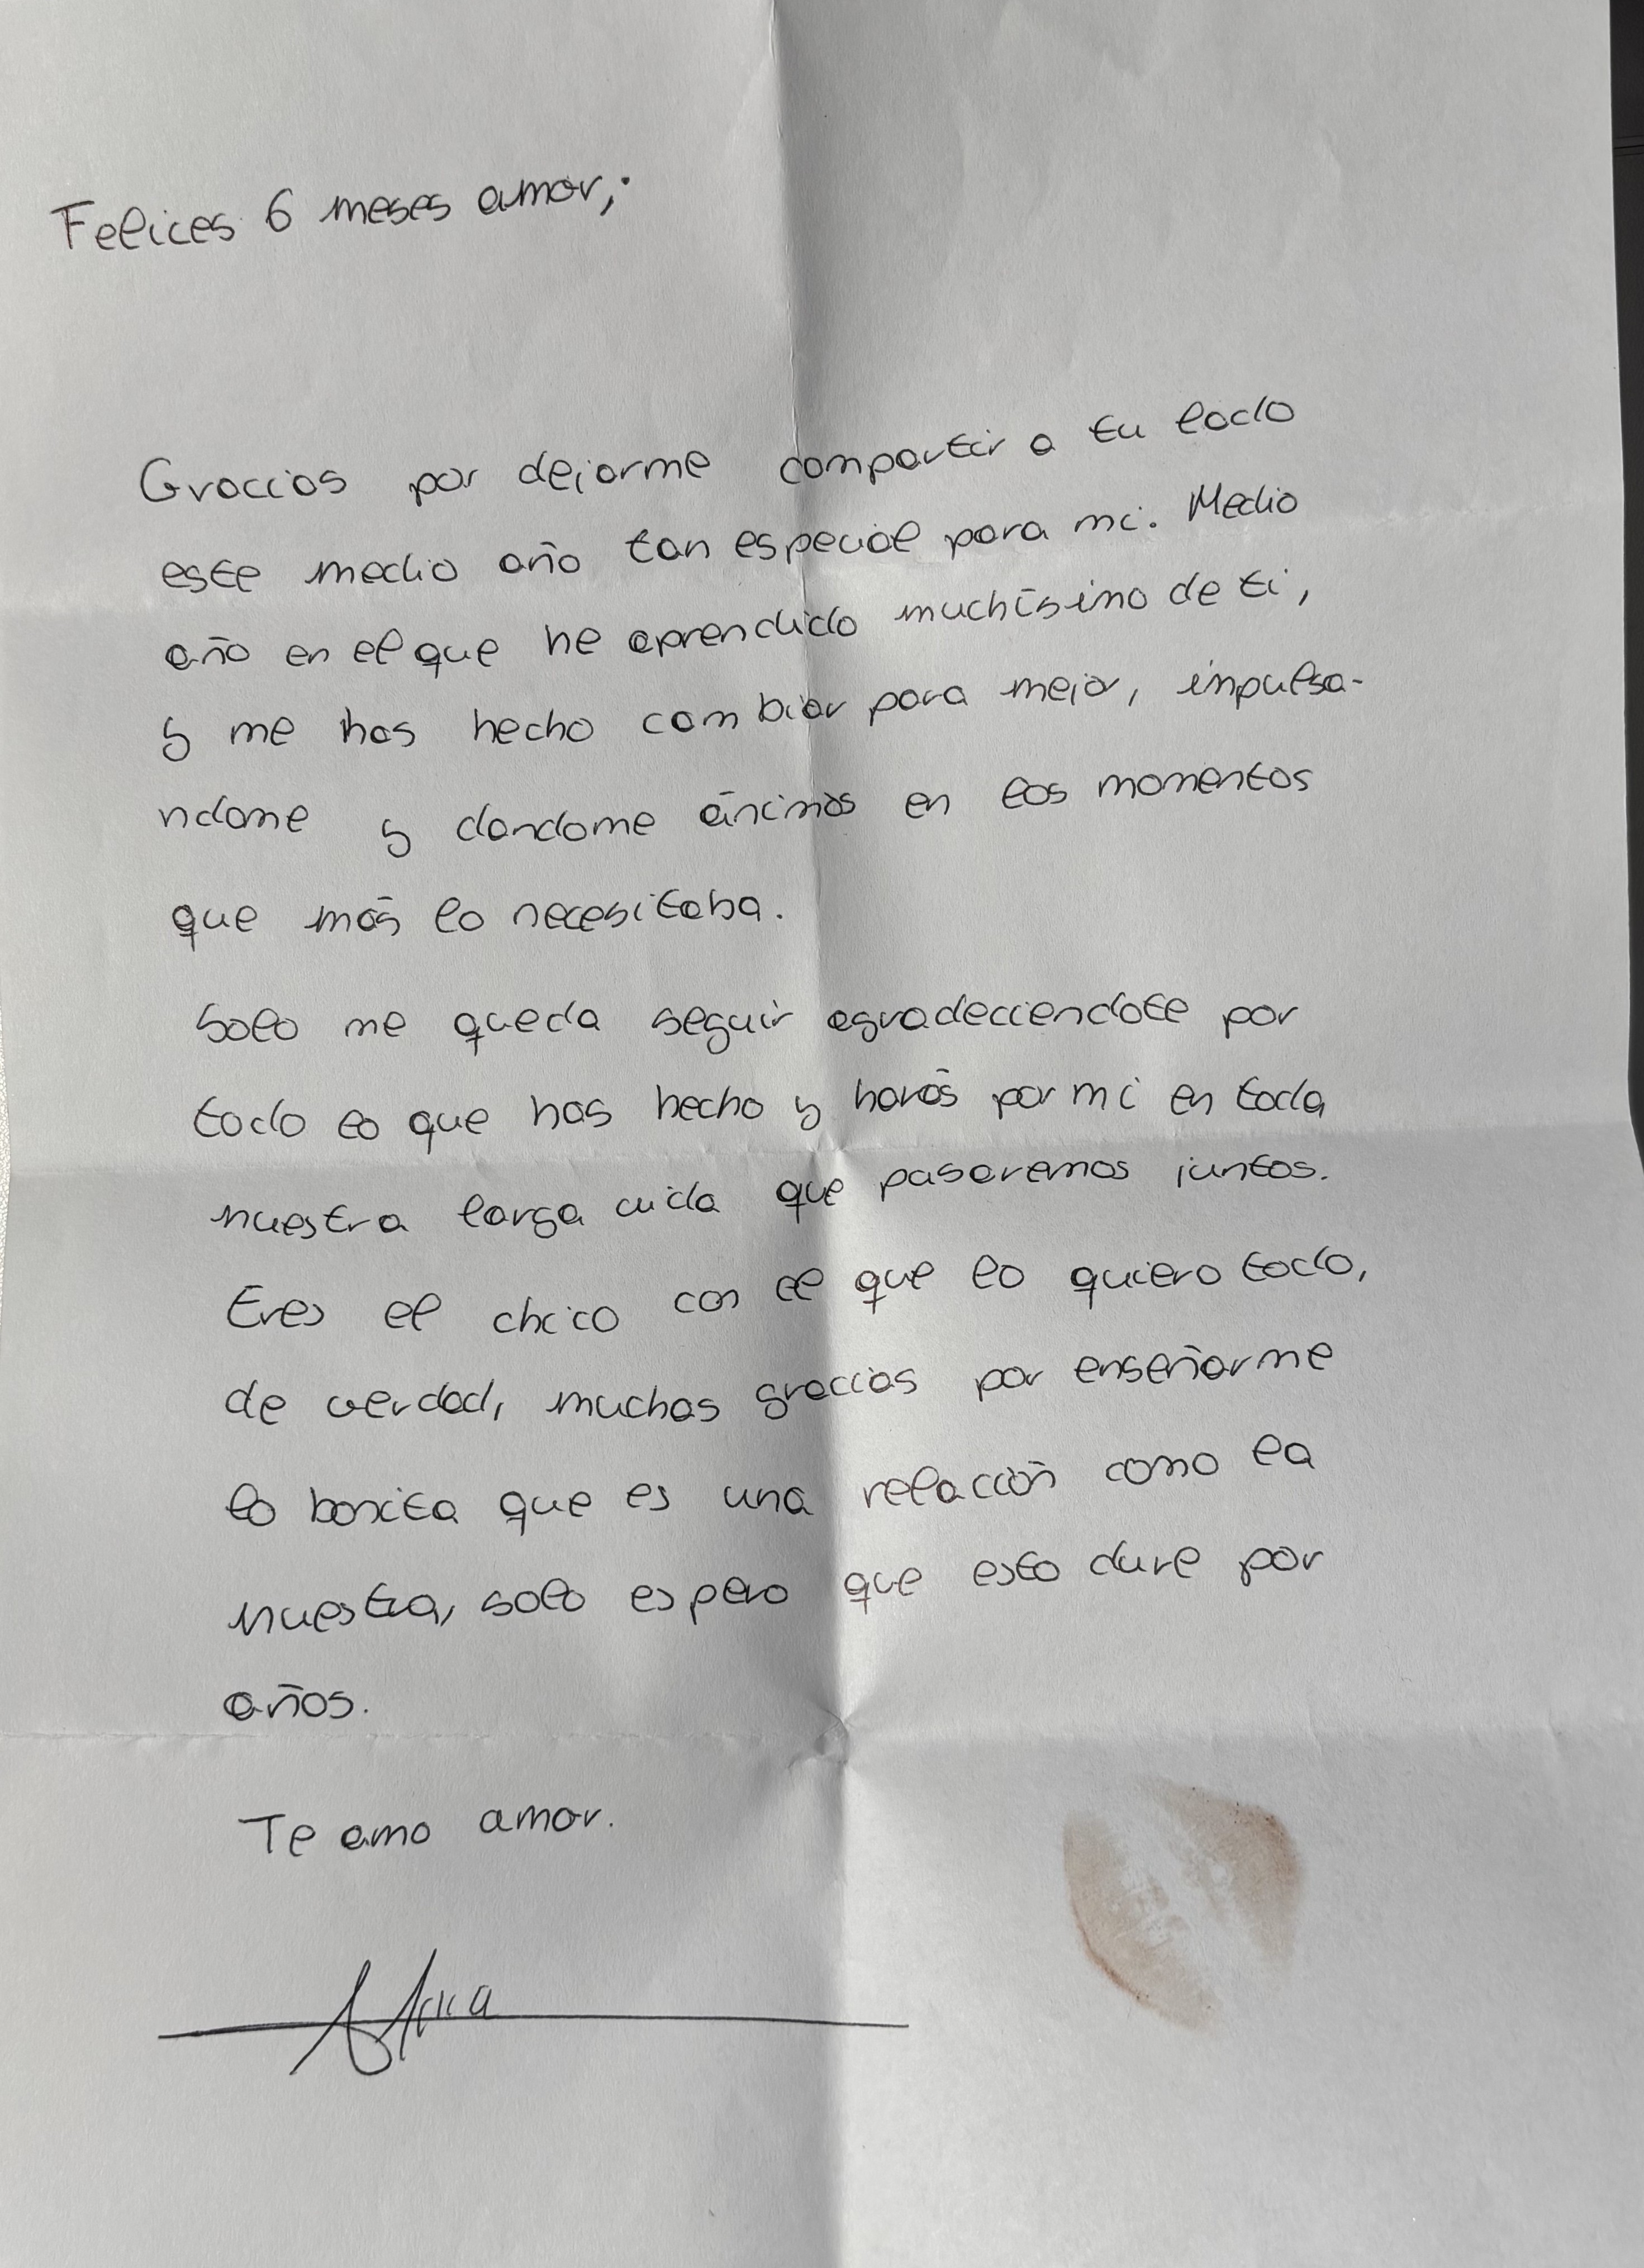 Felices 6 meses amor;
Gracias por dejarme compartir a tu lado
este medio año tan especial para mi. Medio
año en el que he aprendido muchísimo de ti,
y me has hecho cambiar para mejor, impulsa-
ndome y dandome ánimos en los momentos
que más lo necesitaba.
Solo me queda seguir agradeciendote por
todo lo que has hecho y harás por mi en toda
nuestra larga vida que pasaremos juntos.
Eres el chico con el que lo quiero todo,
de verdad, muchas gracias por enseñarme
lo bonita que es una relación como la
nuestra, solo espero que esto dure por
años.
Te amo amor.